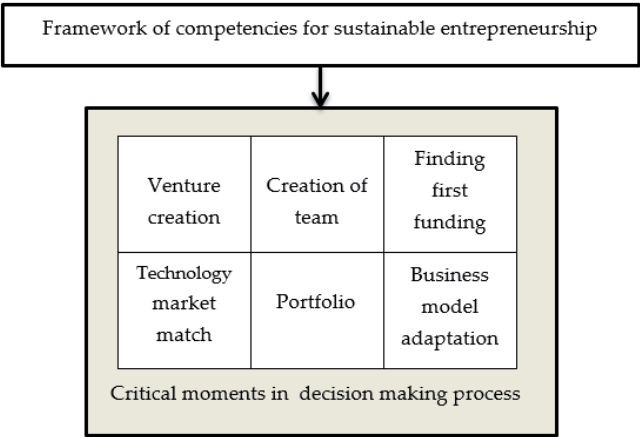 Framework of competencies for sustainable entrepreneurship
Venture
creation
Creation of
team
Finding
first
funding
Technology
market
match
Portfolio
Business
model
adaptation
Critical moments in decision making process